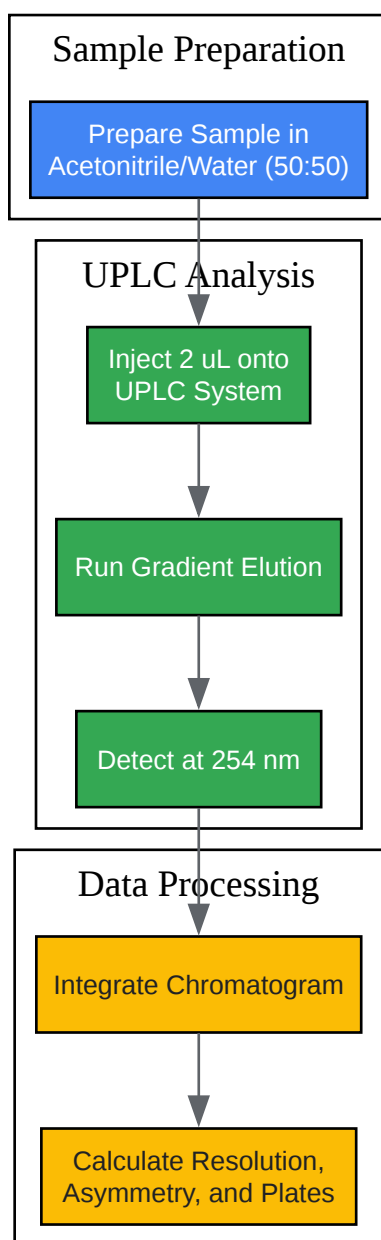 Sample Preparation
Prepare Sample in
Acetonitrile/Water (50:50)
UPLC Analysis
Inject 2 uL onto
UPLC System
Run Gradient Elution
Detect at 254 nm
Data Processing
Integrate Chromatogram
Calculate Resolution,
Asymmetry, and Plates